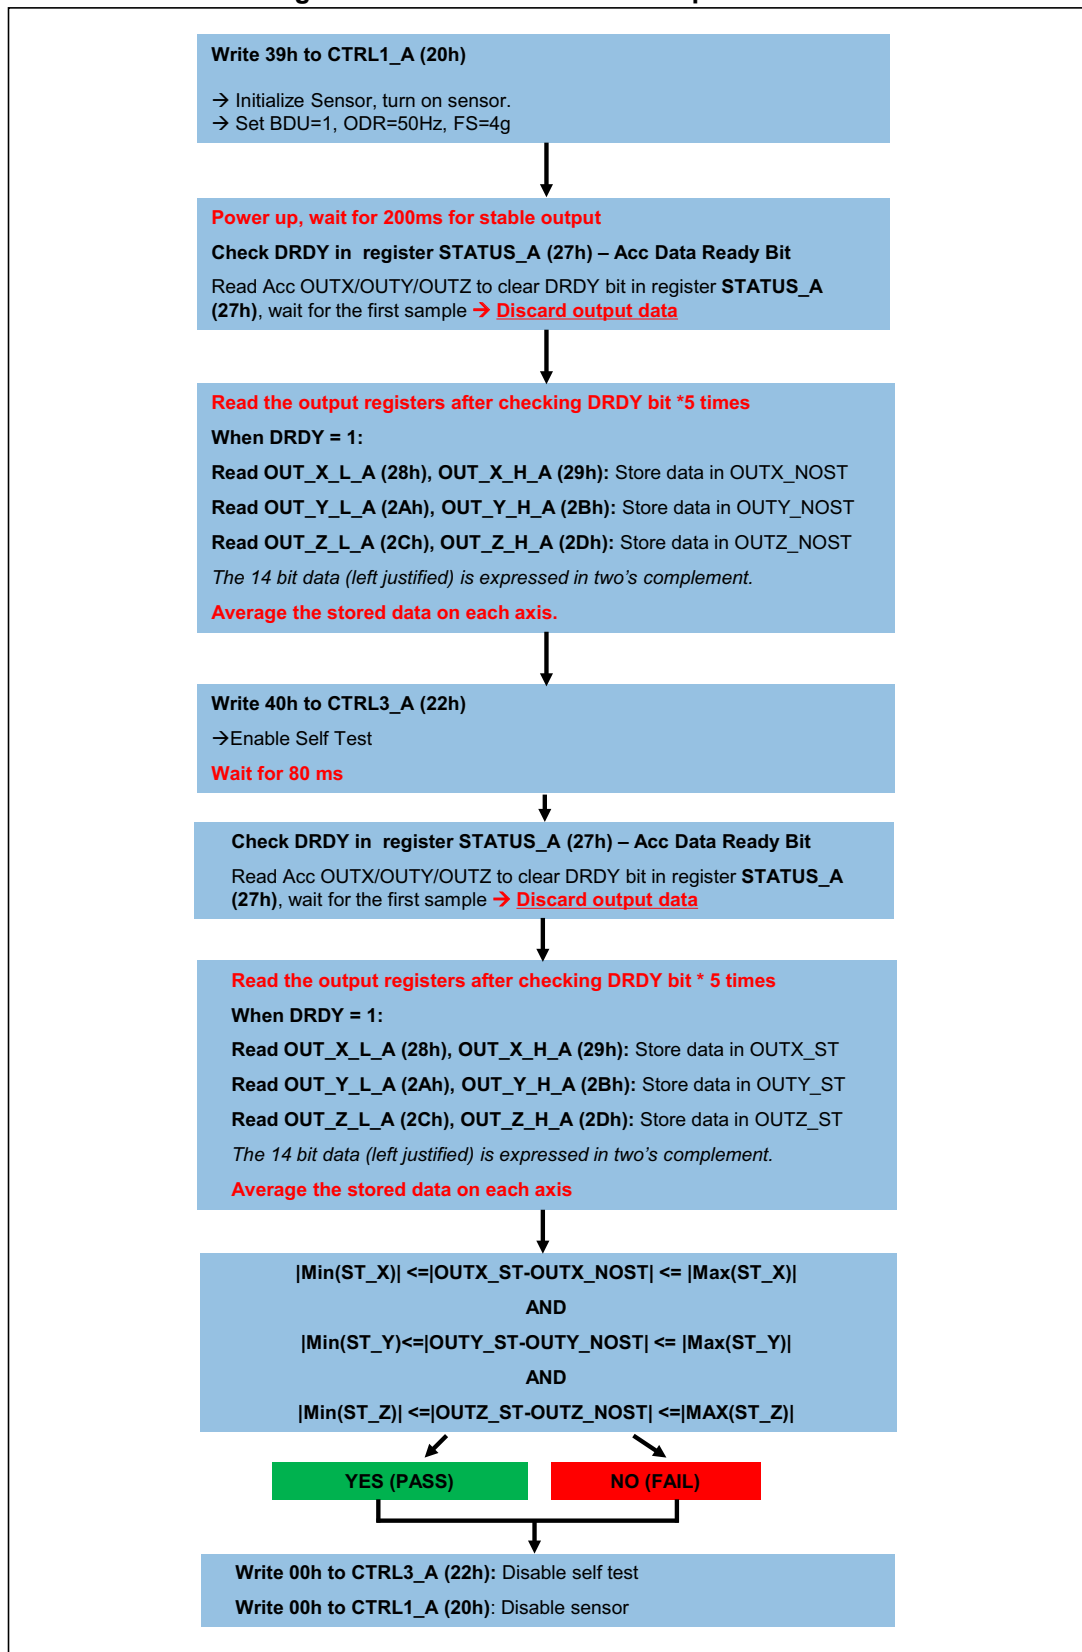 Write 39h to CTRL1_A (20h)
→ Initialize Sensor, turn on sensor.
→ Set BDU=1, ODR=50Hz, FS=4g
Power up, wait for 200ms for stable output
Check DRDY in register STATUS_A (27h) – Acc Data Ready Bit
Read Acc OUTX/OUTY/OUTZ to clear DRDY bit in register STATUS_A
(27h), wait for the first sample → Discard output data
Read the output registers after checking DRDY bit *5 times
When DRDY = 1:
Read OUT_X_L_A (28h), OUT_X_H_A (29h): Store data in OUTX_NOST
Read OUT_Y_L_A (2Ah), OUT_Y_H_A (2Bh): Store data in OUTY_NOST
Read OUT_Z_L_A (2Ch), OUT_Z_H_A (2Dh): Store data in OUTZ_NOST
The 14 bit data (left justified) is expressed in two's complement.
Average the stored data on each axis.
Write 40h to CTRL3_A (22h)
→Enable Self Test
Wait for 80 ms
Check DRDY in register STATUS_A (27h) – Acc Data Ready Bit
Read Acc OUTX/OUTY/OUTZ to clear DRDY bit in register STATUS_A
(27h), wait for the first sample → Discard output data
Read the output registers after checking DRDY bit * 5 times
When DRDY = 1:
Read OUT_X_L_A (28h), OUT_X_H_A (29h): Store data in OUTX_ST
Read OUT_Y_L_A (2Ah), OUT_Y_H_A (2Bh): Store data in OUTY_ST
Read OUT_Z_L_A (2Ch), OUT_Z_H_A (2Dh): Store data in OUTZ_ST
The 14 bit data (left justified) is expressed in two's complement.
Average the stored data on each axis
|Min(ST_X)| <=|OUTX_ST-OUTX_NOST| <= |Max(ST_X)|
AND
|Min(ST_Y)<=|OUTY_ST-OUTY_NOST| <= |Max(ST_Y)|
AND
|Min(ST_Z)| <=|OUTZ_ST-OUTZ_NOST| <=|MAX(ST_Z)|
YES (PASS) NO (FAIL)
Write 00h to CTRL3_A (22h): Disable self test
Write 00h to CTRL1_A (20h): Disable sensor